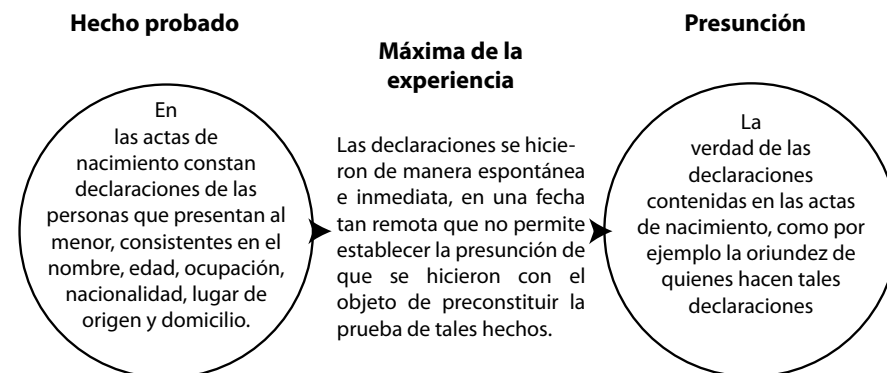 Hecho probado
En
las actas de
nacimiento constan
declaraciones de las
personas que presentan al
menor, consistentes en el
nombre, edad, ocupación,
nacionalidad, lugar de
origen y domicilio.
Máxima de la
experiencia
Las declaraciones se hicie-
ron de manera espontánea
e inmediata, en una fecha
tan remota que no permite
establecer la presunción de
que se hicieron con el
objeto de preconstituir la
prueba de tales hechos.
Presunción
La
verdad de las
declaraciones
contenidas en las actas
de nacimiento, como por
ejemplo la oriundez de
quienes hacen tales
declaraciones